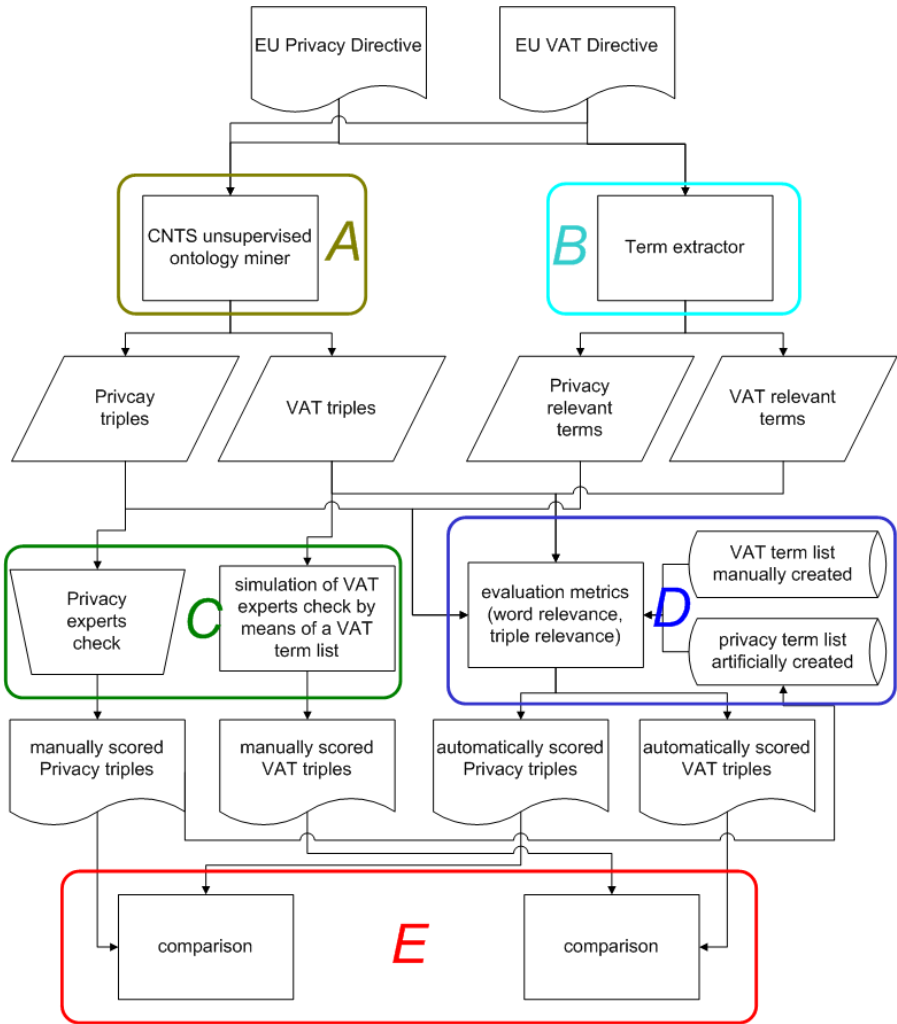 EU Privacy Directive
EU VAT Directive
CNTS unsupervised
ontology miner
A
B
Term extractor
Privcay
triples
VAT triples
Privacy
relevant
terms
VAT relevant
terms
Privacy
experts
check
C
simulation of VAT
experts check by
means of a VAT
term list
evaluation metrics
(word relevance,
triple relevance)
D
VAT term list
manually created
privacy term list
artificially created
manually scored
Privacy triples
manually scored
VAT triples
automatically scored
Privacy triples
automatically scored
VAT triples
comparison
E
comparison